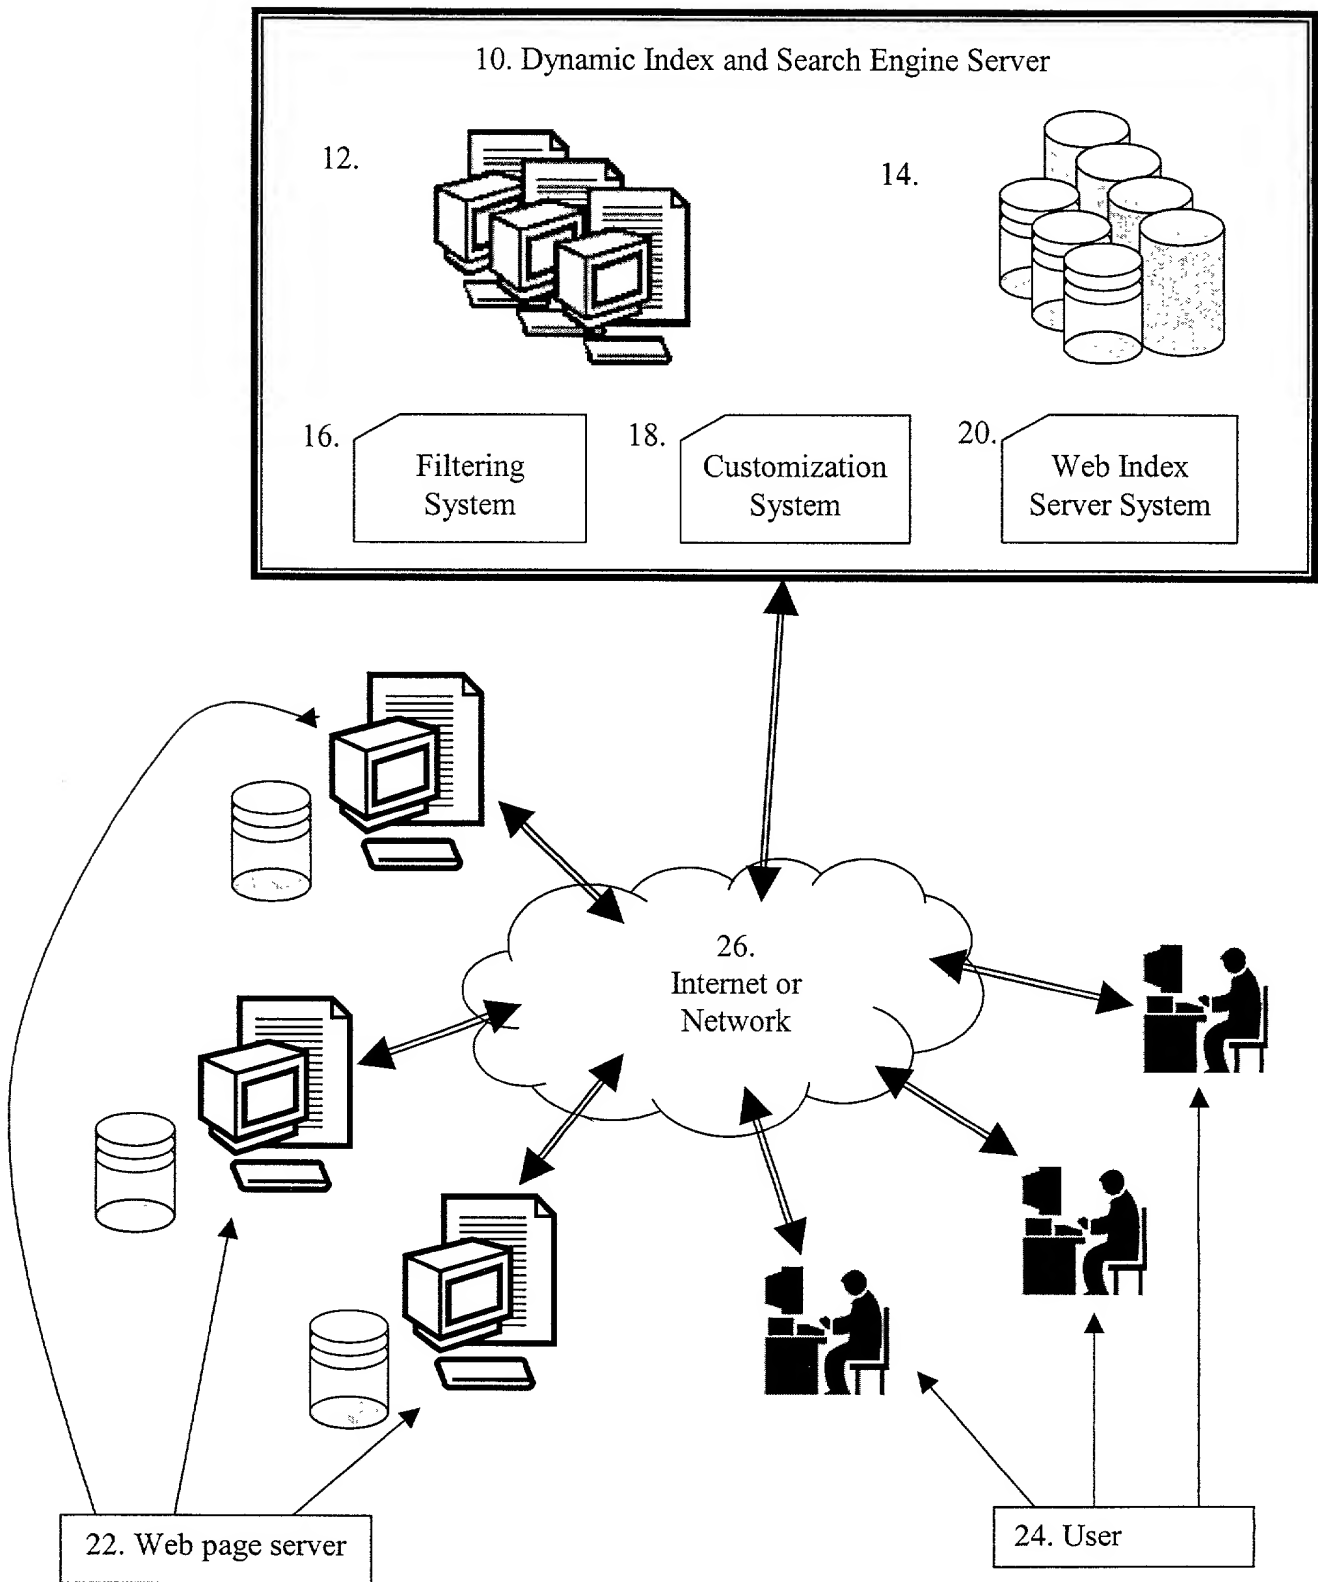 10. Dynamic Index and Search Engine Server
12.
14.
16.
Filtering
System
18.
Customization
System
20.
Web Index
Server System
26.
Internet or
Network
22. Web page server
24. User